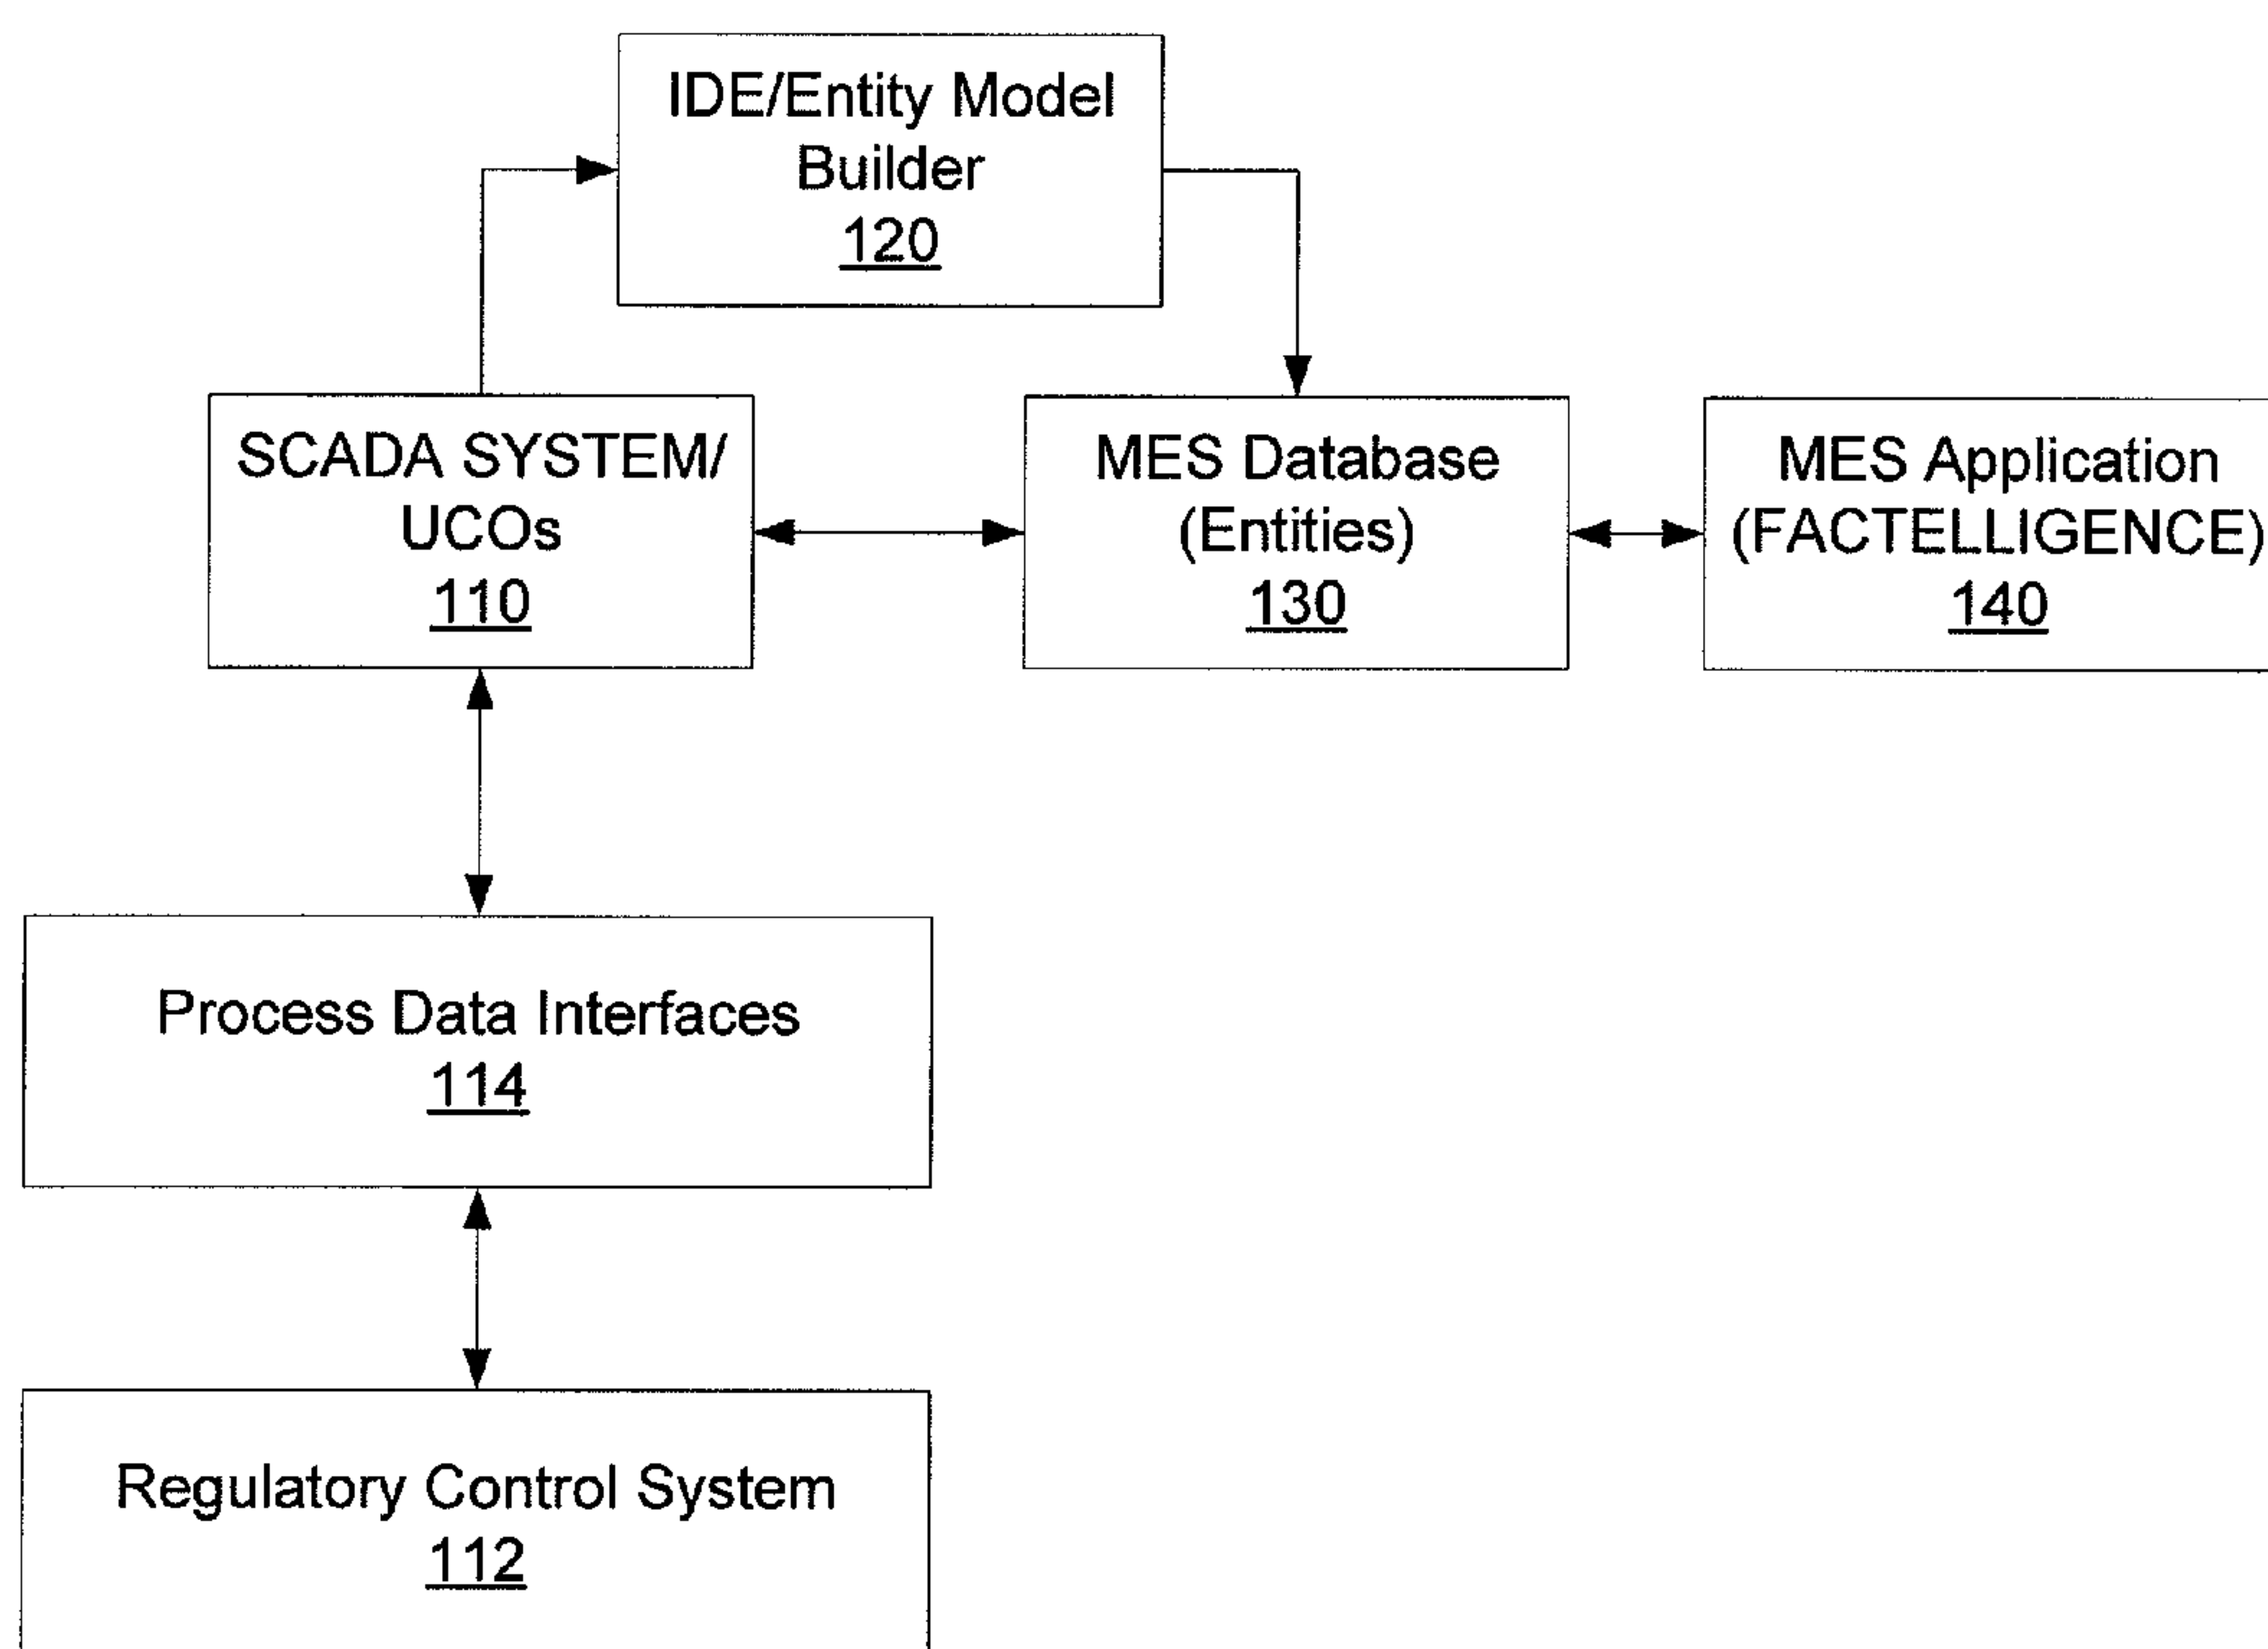 IDE/Entity Model
Builder
120
SCADA SYSTEM/
UCOs
110
MES Database
(Entities)
130
MES Application
(FACTELLIGENCE)
140
Process Data Interfaces
114
Regulatory Control System
112